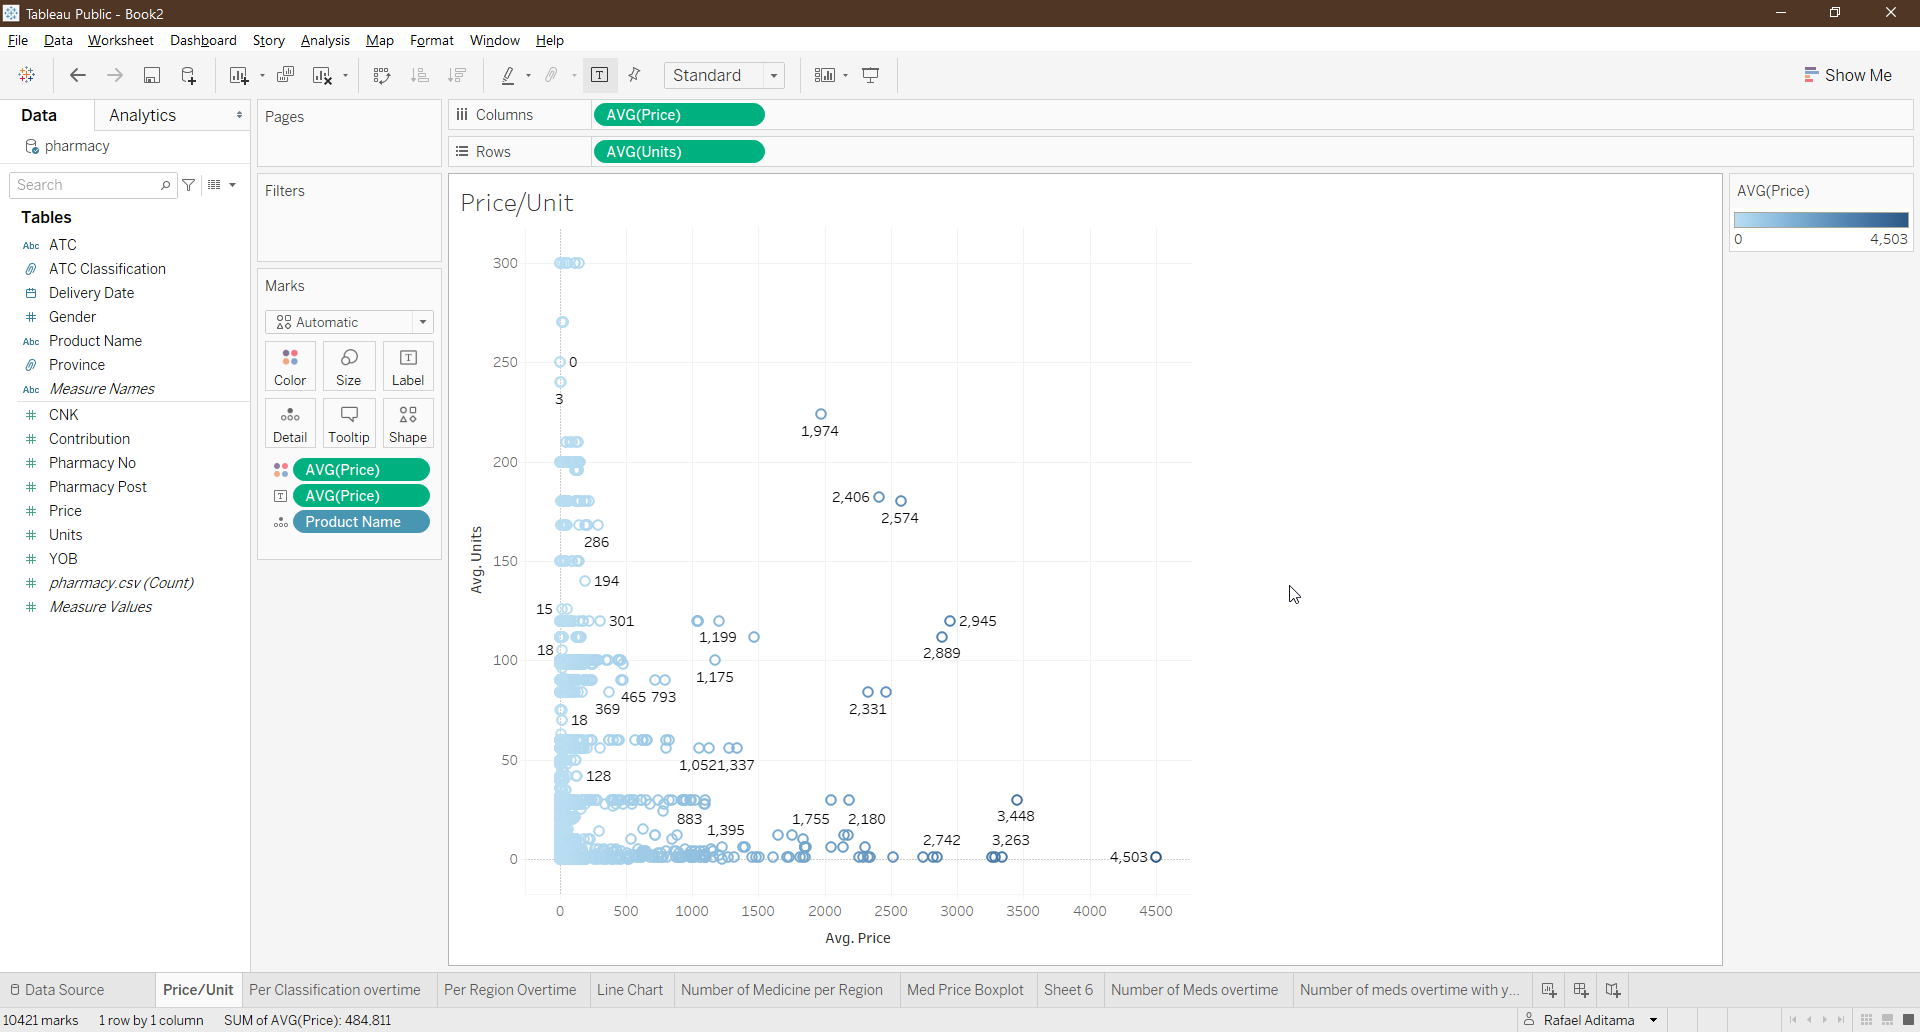 Tableau Public - Book2
File Data Worksheet Dashboard Story Analysis Map Format Window Help
Standard
Show Me
Data Analytics
pharmacy
Search
Tables
Abc ATC
ATC Classification
Delivery Date
# Gender
Abc Product Name
Province
Abc Measure Names
# CNK
# Contribution
# Pharmacy No
# Pharmacy Post
# Price
# Units
# YOB
# pharmacy.csv (Count)
# Measure Values
Pages
Filters
Marks
Automatic
Color Size Label
Detail Tooltip Shape
AVG(Price)
AVG(Price)
Product Name
Columns AVG(Price)
Rows AVG(Units)
Price/Unit
300
250
200
150
100
50
0
Avg. Units
0
3
1,974
2,406
2,574
286
194
15
301
1,199
2,945
2,889
18
1,175
465 793
369
2,331
18
1,052 1,337
128
883
1,395
1,755
2,180
3,448
2,742
3,263
4,503
0 500 1000 1500 2000 2500 3000 3500 4000 4500
Avg. Price
AVG(Price)
0 4,503
Data Source Price/Unit Per Classification overtime Per Region Overtime Line Chart Number of Medicine per Region Med Price Boxplot Sheet 6 Number of Meds overtime Number of meds overtime with y...
10421 marks 1 row by 1 column SUM of AVG(Price): 484,811
Rafael Aditama